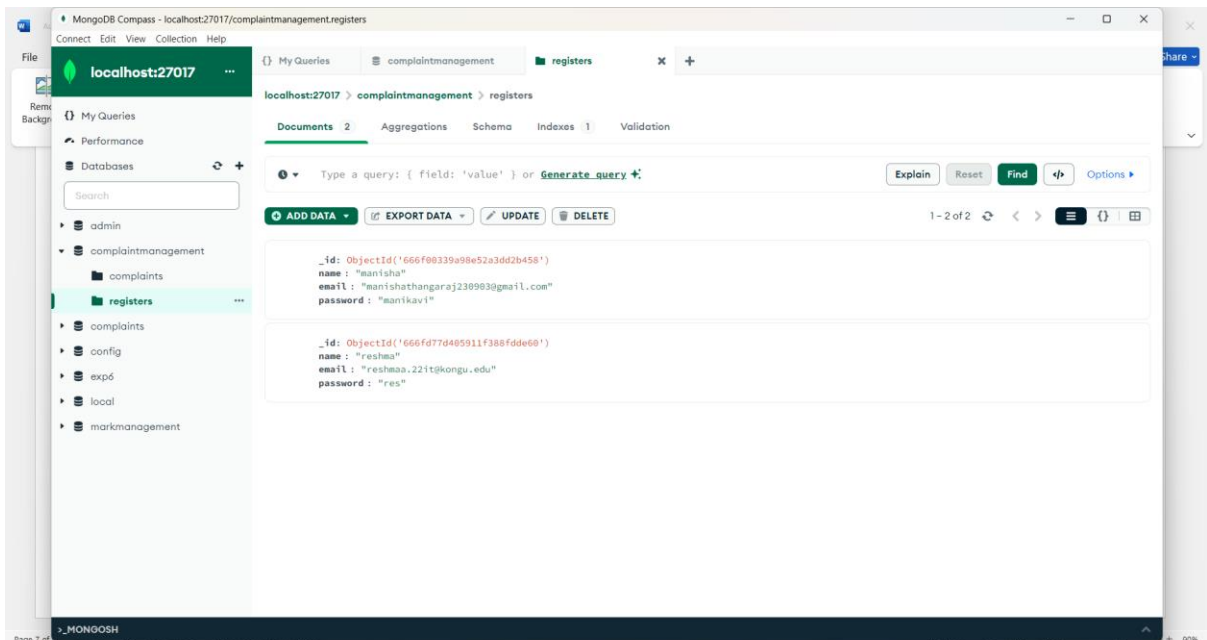 MongoDB Compass - localhost:27017/complaintmanagement.registers
Connect Edit View Collection Help
File
Share
localhost:27017 ...
{} My Queries complaintmanagement registers
localhost:27017 > complaintmanagement > registers
{} My Queries
Performance
Databases
Search
admin
complaintmanagement
complaints
registers ...
complaints
config
exp6
local
markmanagement
Documents 2 Aggregations Schema Indexes 1 Validation
Type a query: { field: 'value' } or Generate query
Explain Reset Find </> Options
ADD DATA EXPORT DATA UPDATE DELETE
1 – 2 of 2 {}
_id: ObjectId('666f00339a98e52a3dd2b458')
name : "manisha"
email : "manishathangaraj230903@gmail.com"
password : "manikavi"
_id: ObjectId('666fd77d405911f388fdde60')
name : "reshma"
email : "reshmaa.22it@kongu.edu"
password : "res"
>_MONGOSH
90%